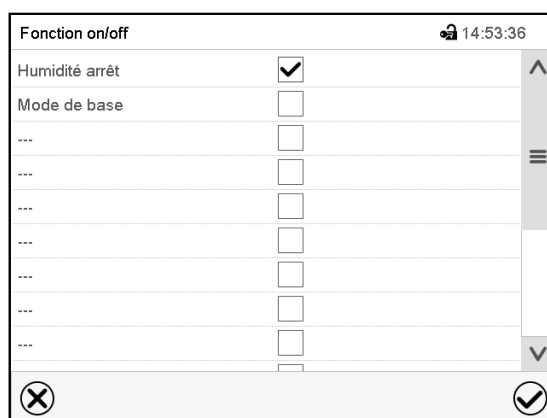 Fonction on/off 14:53:36
Humidité arrêt
Mode de base
---
---
---
---
---
---
---